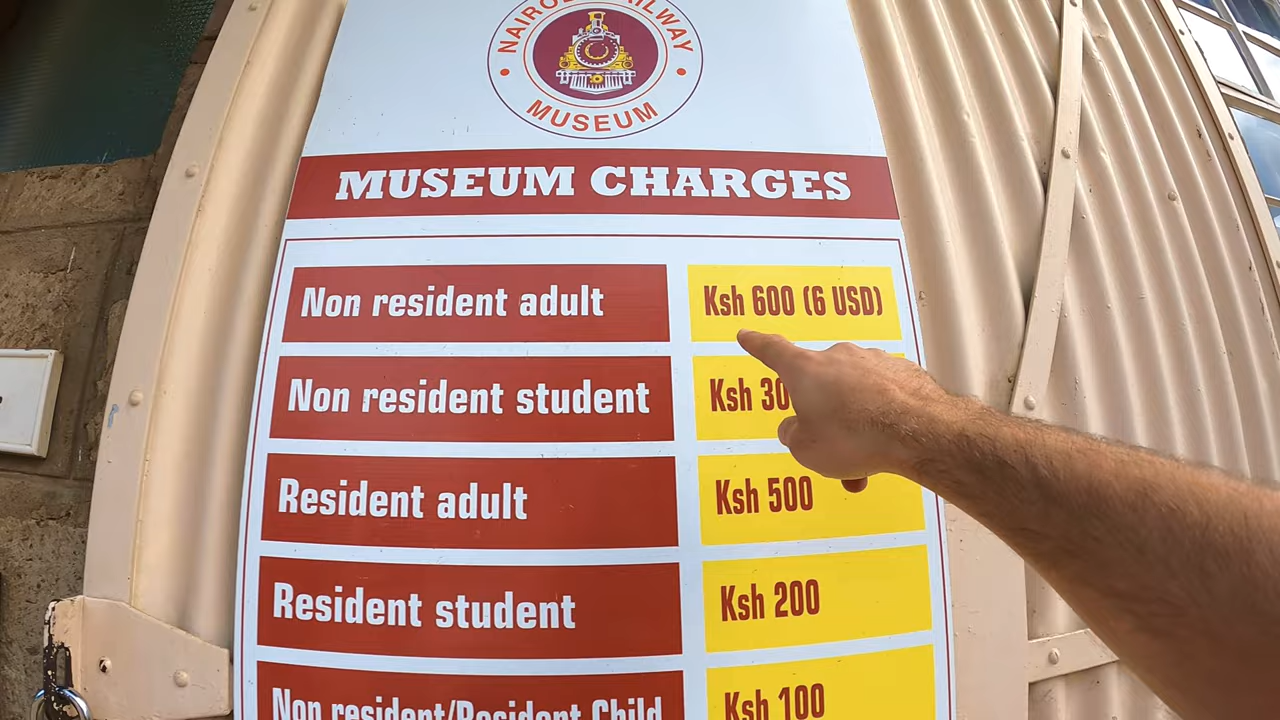 NAIROBI RAILWAY
MUSEUM
MUSEUM CHARGES
Non resident adult Ksh 600 (6 USD)
Non resident student Ksh 30
Resident adult Ksh 500
Resident student Ksh 200
Non resident/Resident Child Ksh 100